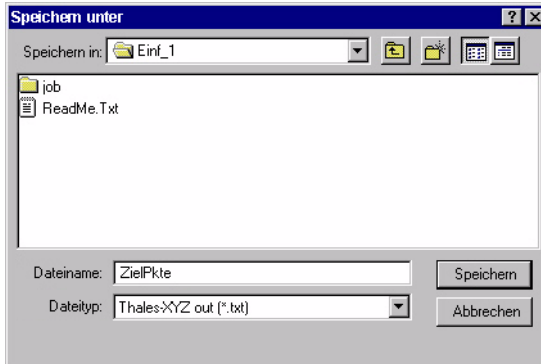 Speichern unter
Speichern in: Einf_1
job
ReadMe.Txt
Dateiname: ZielPkte Speichern
Dateityp: Thales-XYZ out (*.txt) Abbrechen